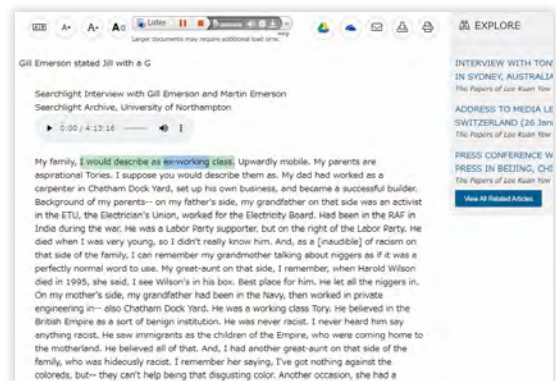 Listen
EXPLORE
Larger documents may require additional load time.
Gill Emerson stated Jill with a G
INTERVIEW WITH TON
IN SYDNEY, AUSTRALIA
The Papers of Lee Kuan Yew
Searchlight Interview with Gill Emerson and Martin Emerson
Searchlight Archive, University of Northampton
ADDRESS TO MEDIA LE
SWITZERLAND (26 Jan
The Papers of Lee Kuan Yew
0:00 / 4:13:16
PRESS CONFERENCE W
PRESS IN BEIJING, CHI
The Papers of Lee Kuan Yew
View All Related Articles
My family, I would describe as ex-working class. Upwardly mobile. My parents are
aspirational Tories. I suppose you would describe them as. My dad had worked as a
carpenter in Chatham Dock Yard, set up his own business, and became a successful builder.
Background of my parents-- on my father's side, my grandfather on that side was an activist
in the ETU, the Electrician's Union, worked for the Electricity Board. Had been in the RAF in
India during the war. He was a Labor Party supporter, but on the right of the Labor Party. He
died when I was very young, so I didn't really know him. And, as a [inaudible] of racism on
that side of the family, I can remember my grandmother talking about niggers as if it was a
perfectly normal word to use. My great-aunt on that side, I remember, when Harold Wilson
died in 1995, she said, I see Wilson's in his box. Best place for him. He let all the niggers in.
On my mother's side, my grandfather had been in the Navy, then worked in private
engineering in-- also Chatham Dock Yard. He was a working class Tory. He believed in the
British Empire as a sort of benign institution. He was never racist. I never heard him say
anything racist. He saw immigrants as the children of the Empire, who were coming home to
the motherland. He believed all of that. And, I had another great-aunt on that side of the
family, who was hideously racist. I remember her saying, I've got nothing against the
coloreds, but-- they can't help being that disgusting color. Another occasion, she had a